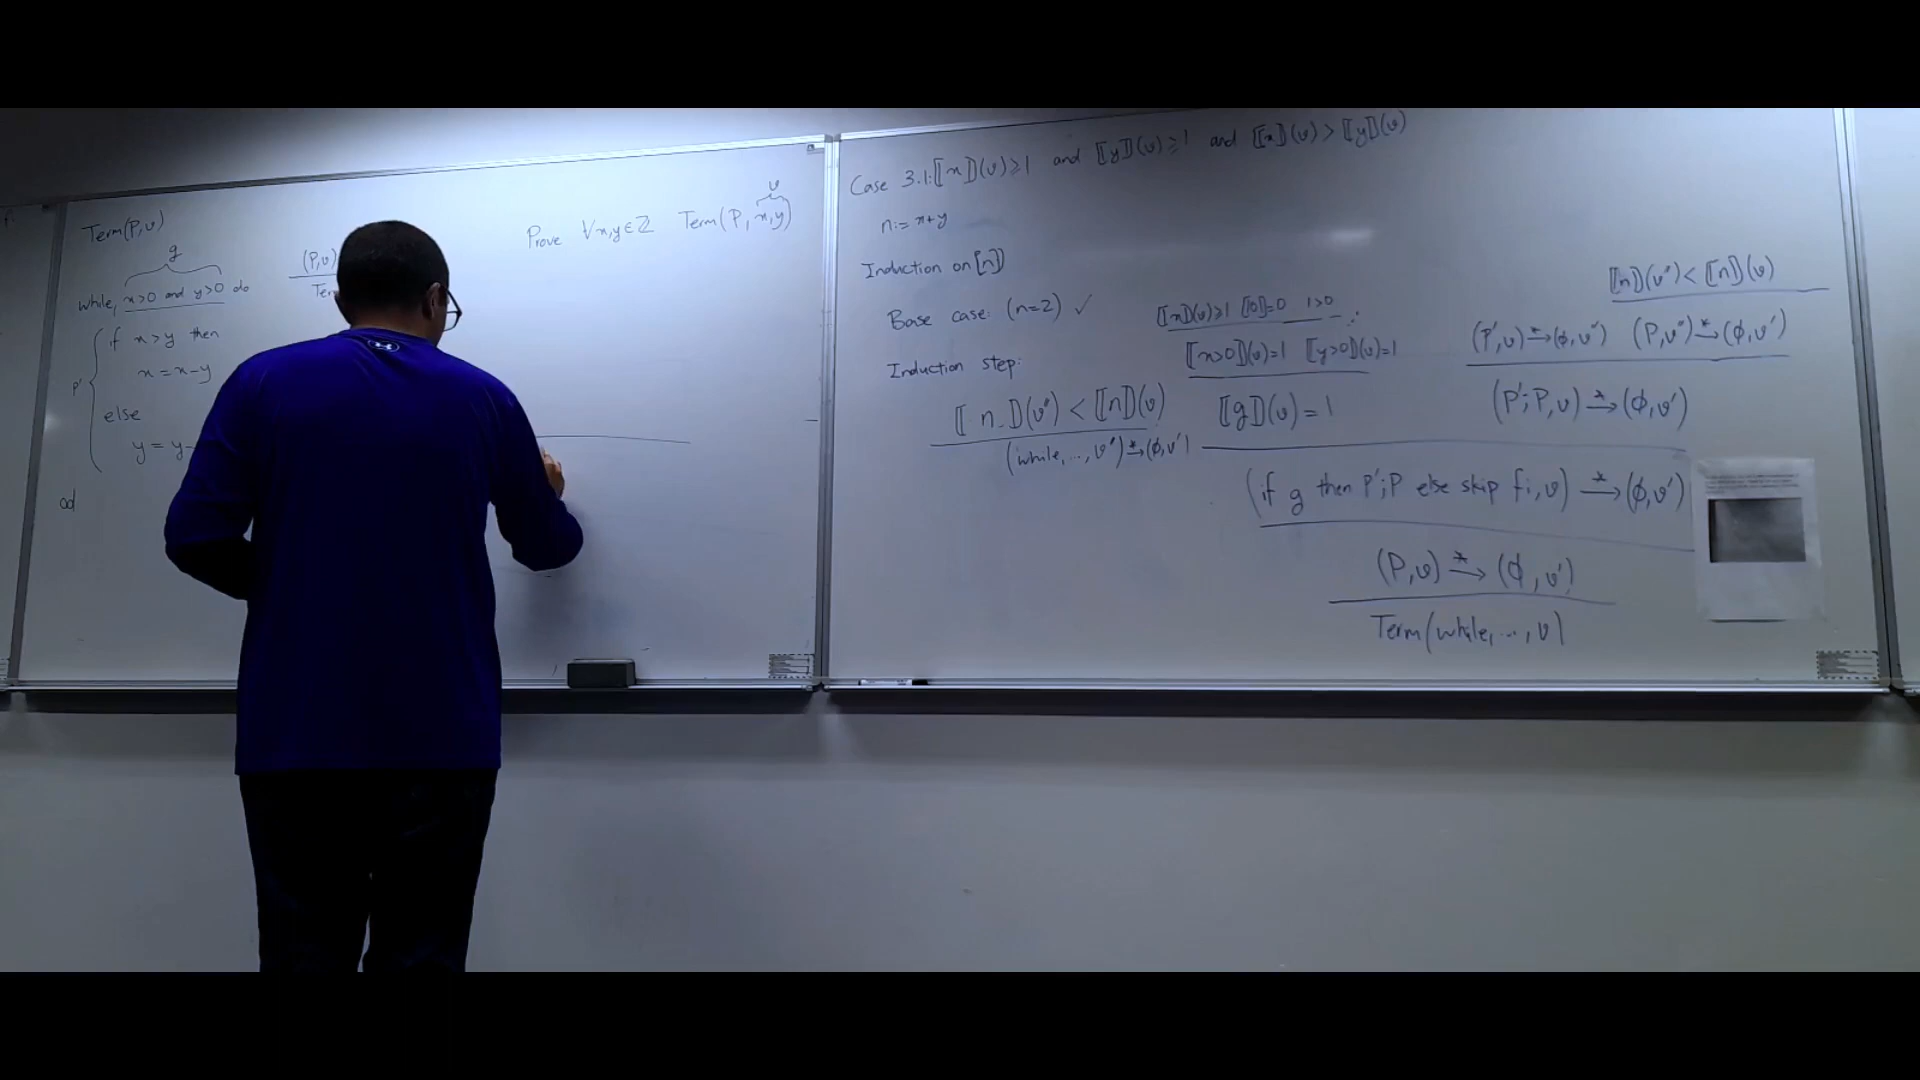 Term(P,υ)
g
while, x>0 and y>0 do
P' { if x>y then
x = x-y
else
y = y-
od
(P,υ)
Ter
υ
Prove ∀x,y∈ℤ Term(P, x,y)
Case 3.1: ⟦x⟧(υ)≥1 and ⟦y⟧(υ)≥1 and ⟦x⟧(υ)>⟦y⟧(υ)
n:= x+y
Induction on ⟦n⟧
Base case: (n=2) ✓
Induction step:
⟦n⟧(υ'')<⟦n⟧(υ)
(while,..., υ'')→*(ϕ,υ')
⟦x⟧(υ)≥1 ⟦0⟧=0 1>0
⟦x>0⟧(υ)=1 ⟦y>0⟧(υ)=1
⟦g⟧(υ)=1
⟦n⟧(υ'')<⟦n⟧(υ)
(P',υ)→*(ϕ,υ'') (P,υ'')→*(ϕ,υ')
(P';P,υ)→*(ϕ,υ')
(if g then P';P else skip fi,υ)→*(ϕ,υ')
(P,υ)→*(ϕ,υ')
Term(while,...,υ)